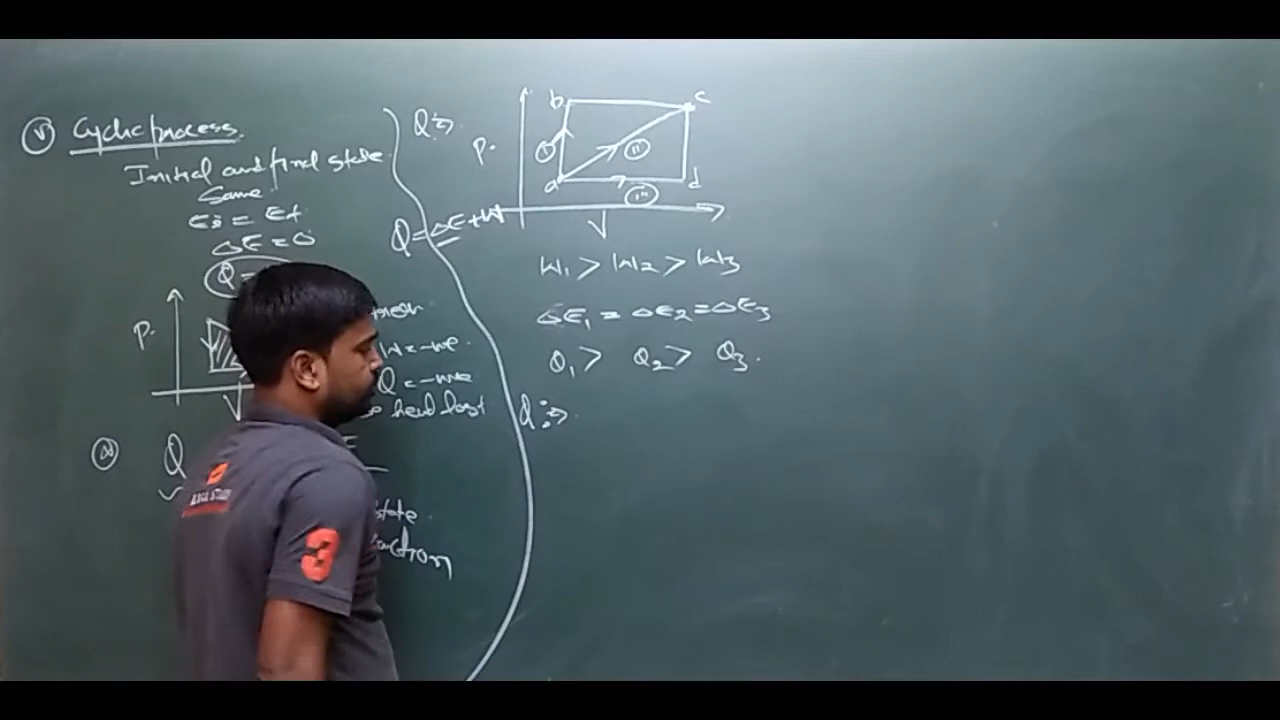 (v) Cyclic process.
Initial and final state
Same
Ei = Ef
ΔE = 0
Q =
P.
V
W = -ve.
Q = -ve
heat lost
Q
state
Q:⇒
P.
b c
a d
(i) (ii) (iii)
V
Q = ΔE + W
W1 > W2 > W3
ΔE1 = ΔE2 = ΔE3
Q1 > Q2 > Q3.
Q:⇒
3